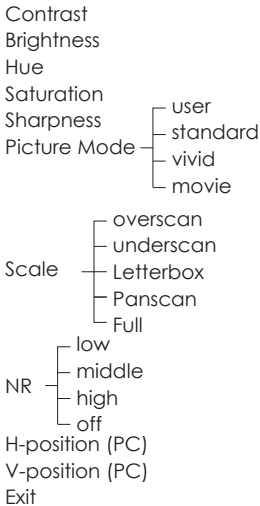 Contrast
Brightness
Hue
Saturation
Sharpness
Picture Mode
user
standard
vivid
movie
Scale
overscan
underscan
Letterbox
Panscan
Full
NR
low
middle
high
off
H-position (PC)
V-position (PC)
Exit